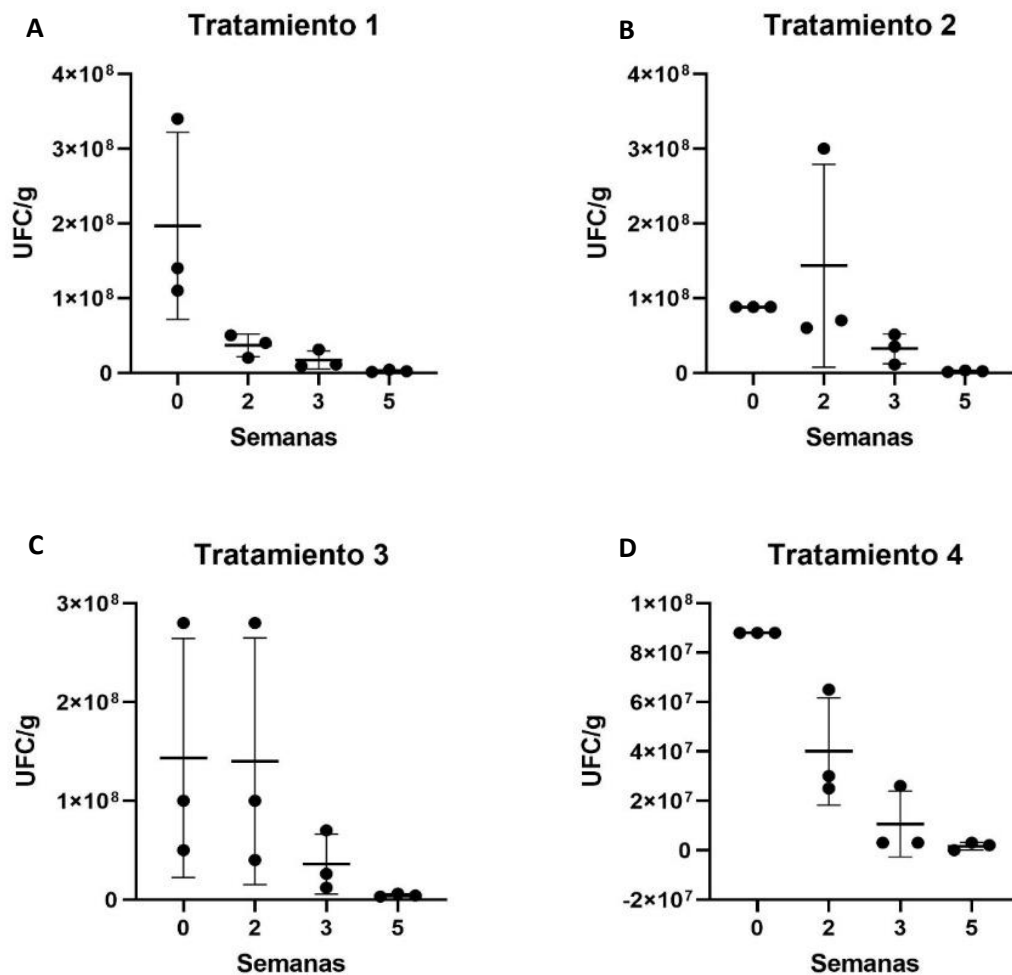 A
Tratamiento 1
4×10⁸
3×10⁸
2×10⁸
1×10⁸
0
UFC/g
0 2 3 5
Semanas
B
Tratamiento 2
4×10⁸
3×10⁸
2×10⁸
1×10⁸
0
UFC/g
0 2 3 5
Semanas
C
Tratamiento 3
3×10⁸
2×10⁸
1×10⁸
0
UFC/g
0 2 3 5
Semanas
D
Tratamiento 4
1×10⁸
8×10⁷
6×10⁷
4×10⁷
2×10⁷
0
-2×10⁷
UFC/g
0 2 3 5
Semanas